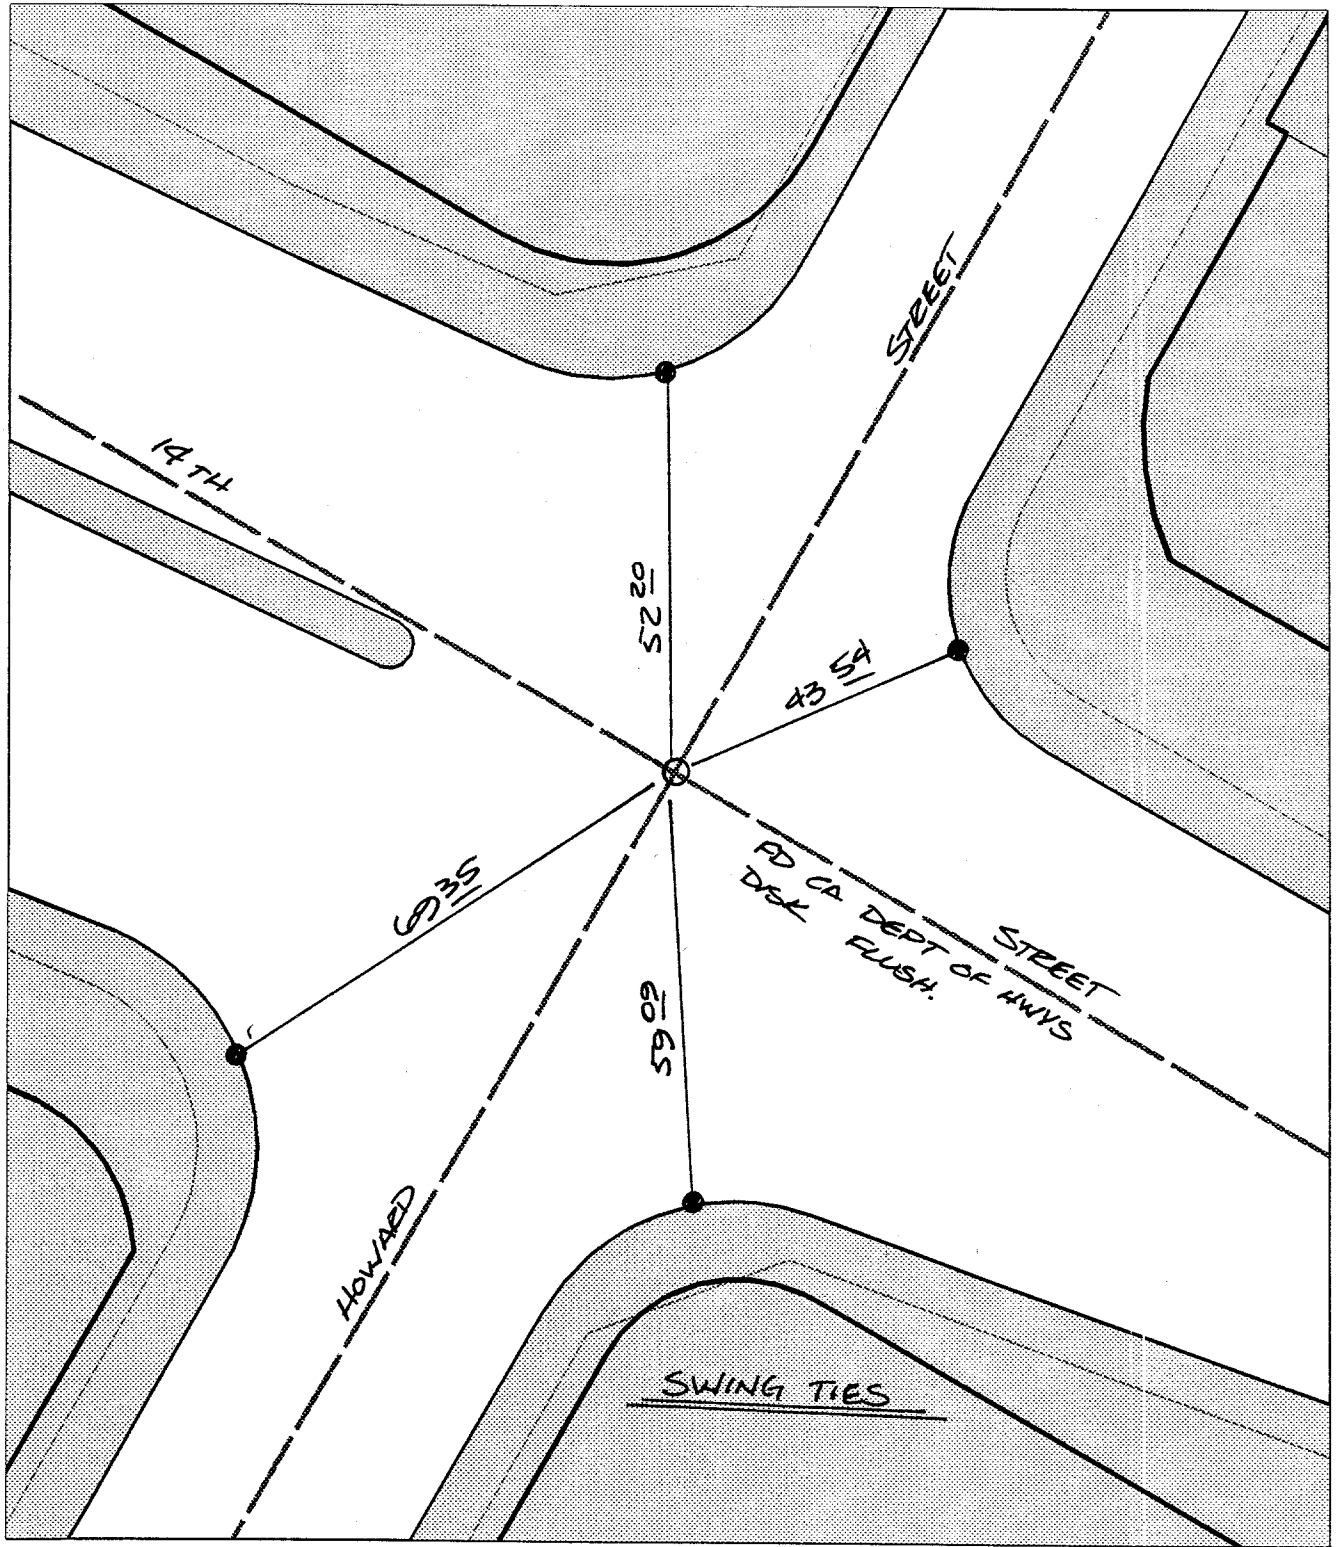 STREET
14TH
52 20
43 54
69 35
FD CA DEPT OF HWYS
DISK FLUSH.
STREET
59 09
HOWARD
SWING TIES